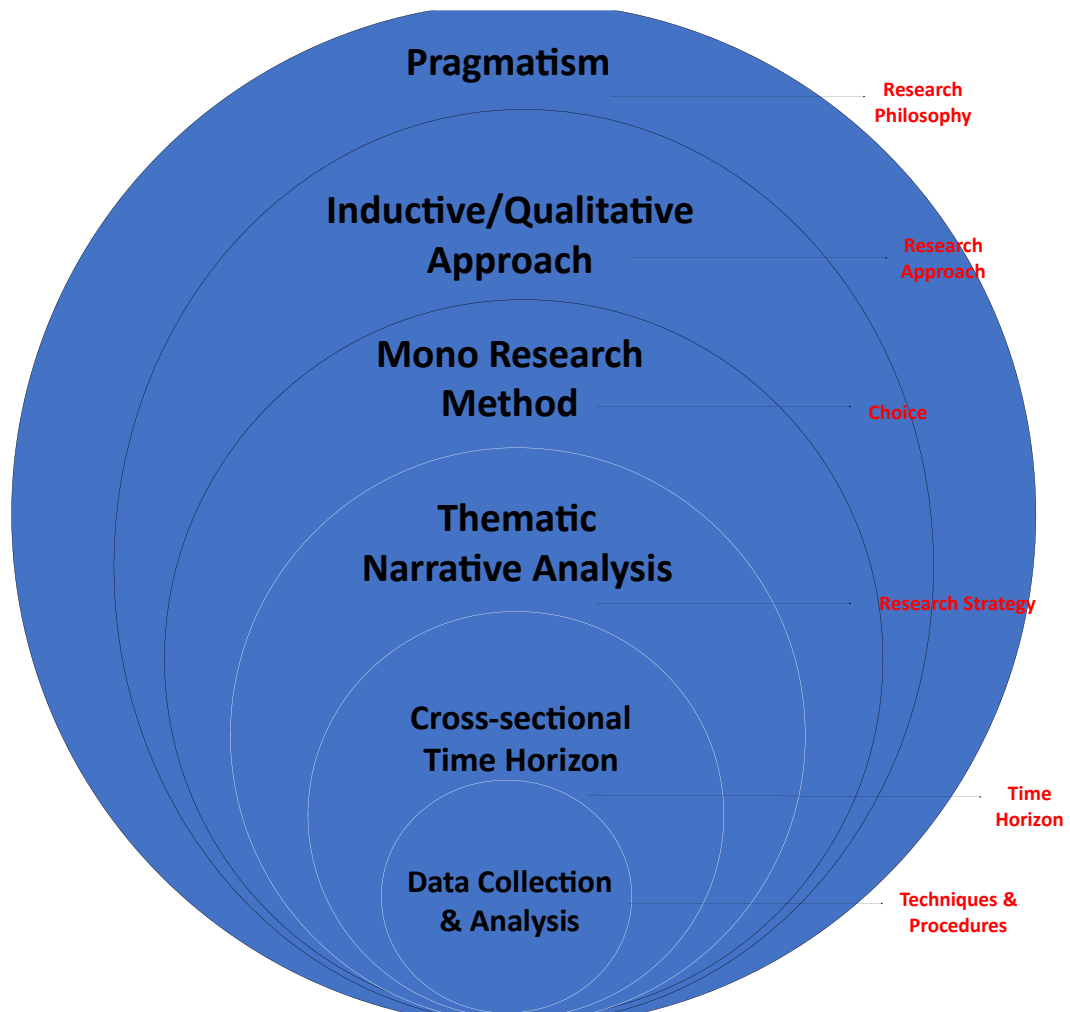 Pragmatism
Research
Philosophy
Inductive/Qualitative
Approach
Research
Approach
Mono Research
Method
Choice
Thematic
Narrative Analysis
Research Strategy
Cross-sectional
Time Horizon
Time
Horizon
Data Collection
& Analysis
Techniques &
Procedures